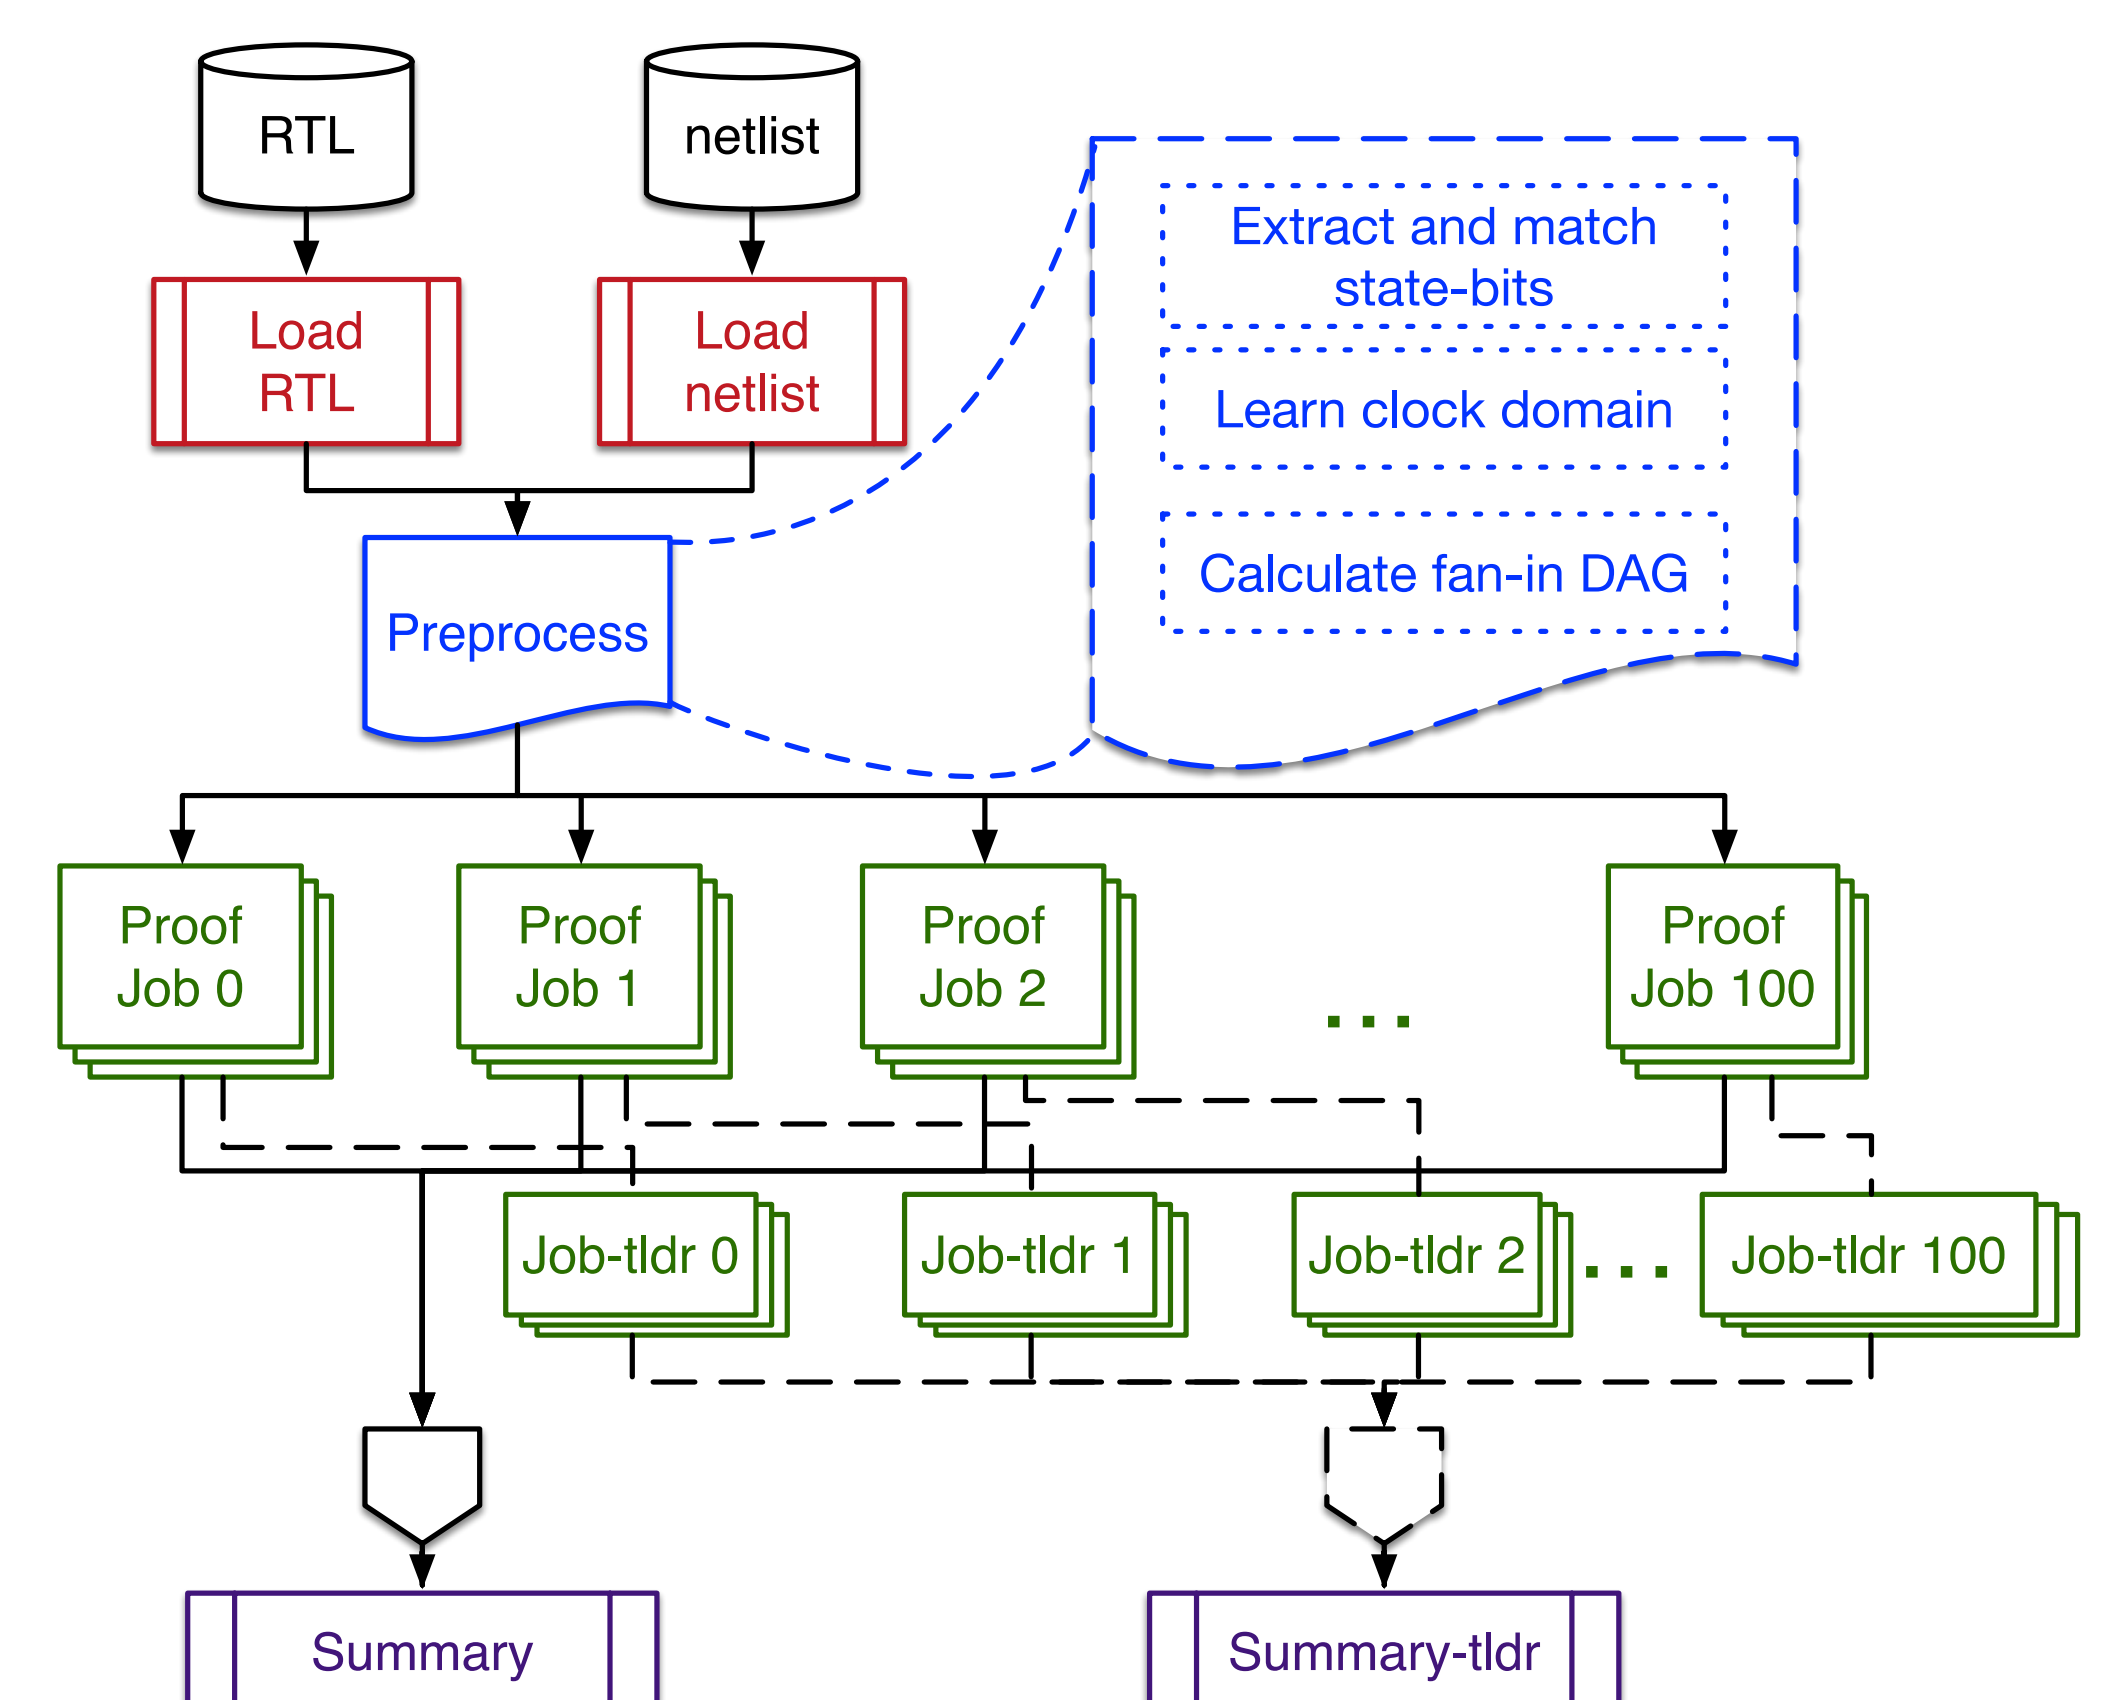 RTL
netlist
Extract and match
state-bits
Load
RTL
Load
netlist
Learn clock domain
Calculate fan-in DAG
Preprocess
Proof
Job 0
Proof
Job 1
Proof
Job 2
...
Proof
Job 100
Job-tldr 0
Job-tldr 1
Job-tldr 2
...
Job-tldr 100
Summary
Summary-tldr